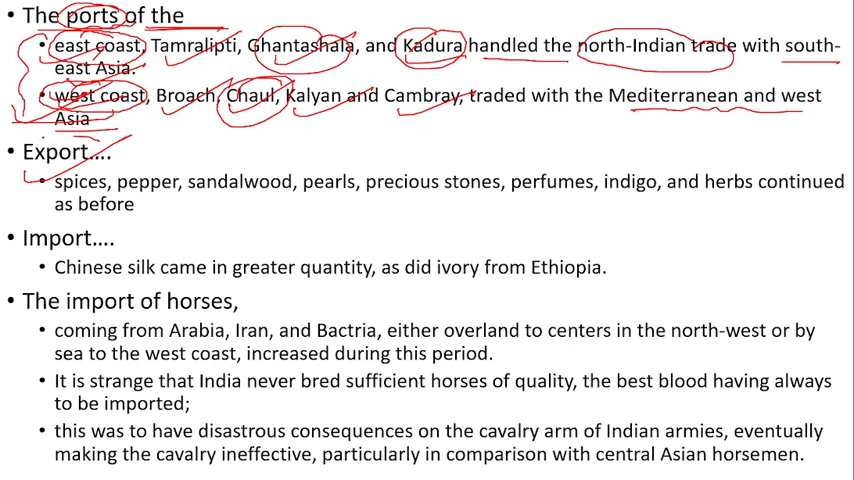 • The ports of the
• east coast, Tamralipti, Ghantashala, and Kadura handled the north-Indian trade with south-
east Asia.
• west coast, Broach, Chaul, Kalyan and Cambray, traded with the Mediterranean and west
Asia
• Export....
• spices, pepper, sandalwood, pearls, precious stones, perfumes, indigo, and herbs continued
as before
• Import....
• Chinese silk came in greater quantity, as did ivory from Ethiopia.
• The import of horses,
• coming from Arabia, Iran, and Bactria, either overland to centers in the north-west or by
sea to the west coast, increased during this period.
• It is strange that India never bred sufficient horses of quality, the best blood having always
to be imported;
• this was to have disastrous consequences on the cavalry arm of Indian armies, eventually
making the cavalry ineffective, particularly in comparison with central Asian horsemen.